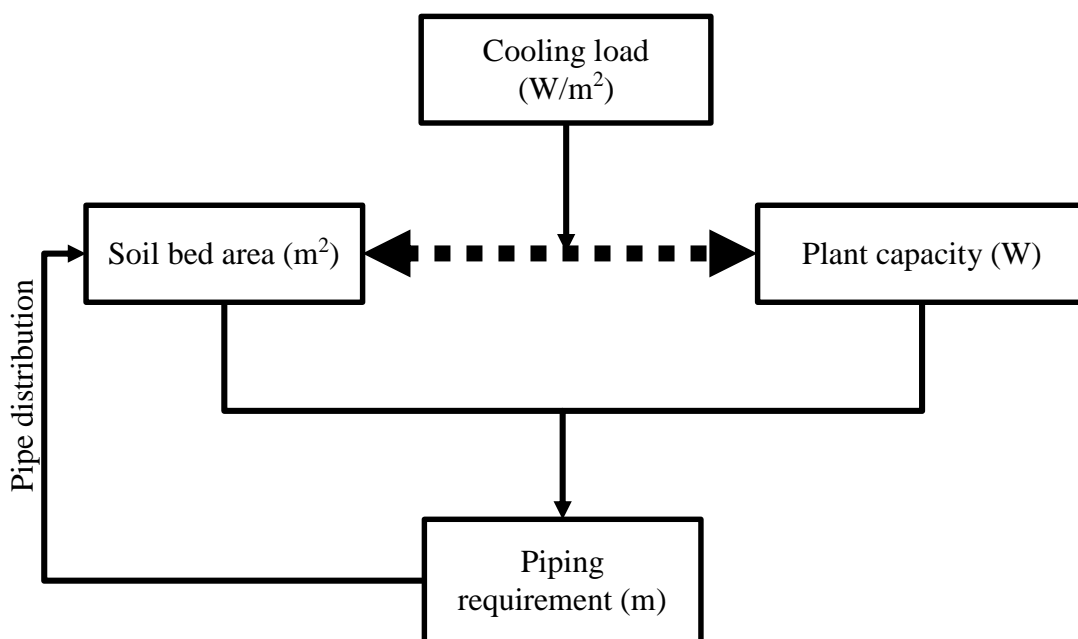 Cooling load
(W/m²)
Soil bed area (m²)
Plant capacity (W)
Pipe distribution
Piping
requirement (m)